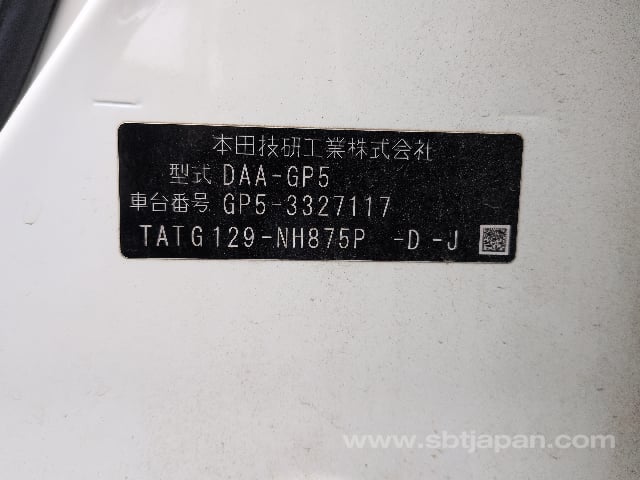 本田技研工業株式会社
型式 DAA-GP5
車台番号 GP5-3327117
TATG129-NH875P -D-J
www.sbtjapan.com